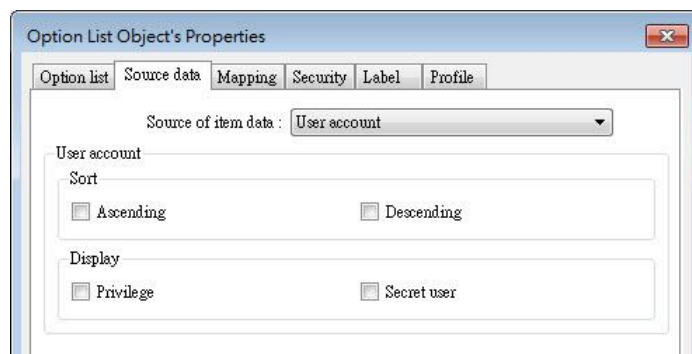 Option List Object's Properties
Option list Source data Mapping Security Label Profile
Source of item data : User account
User account
Sort
Ascending Descending
Display
Privilege Secret user